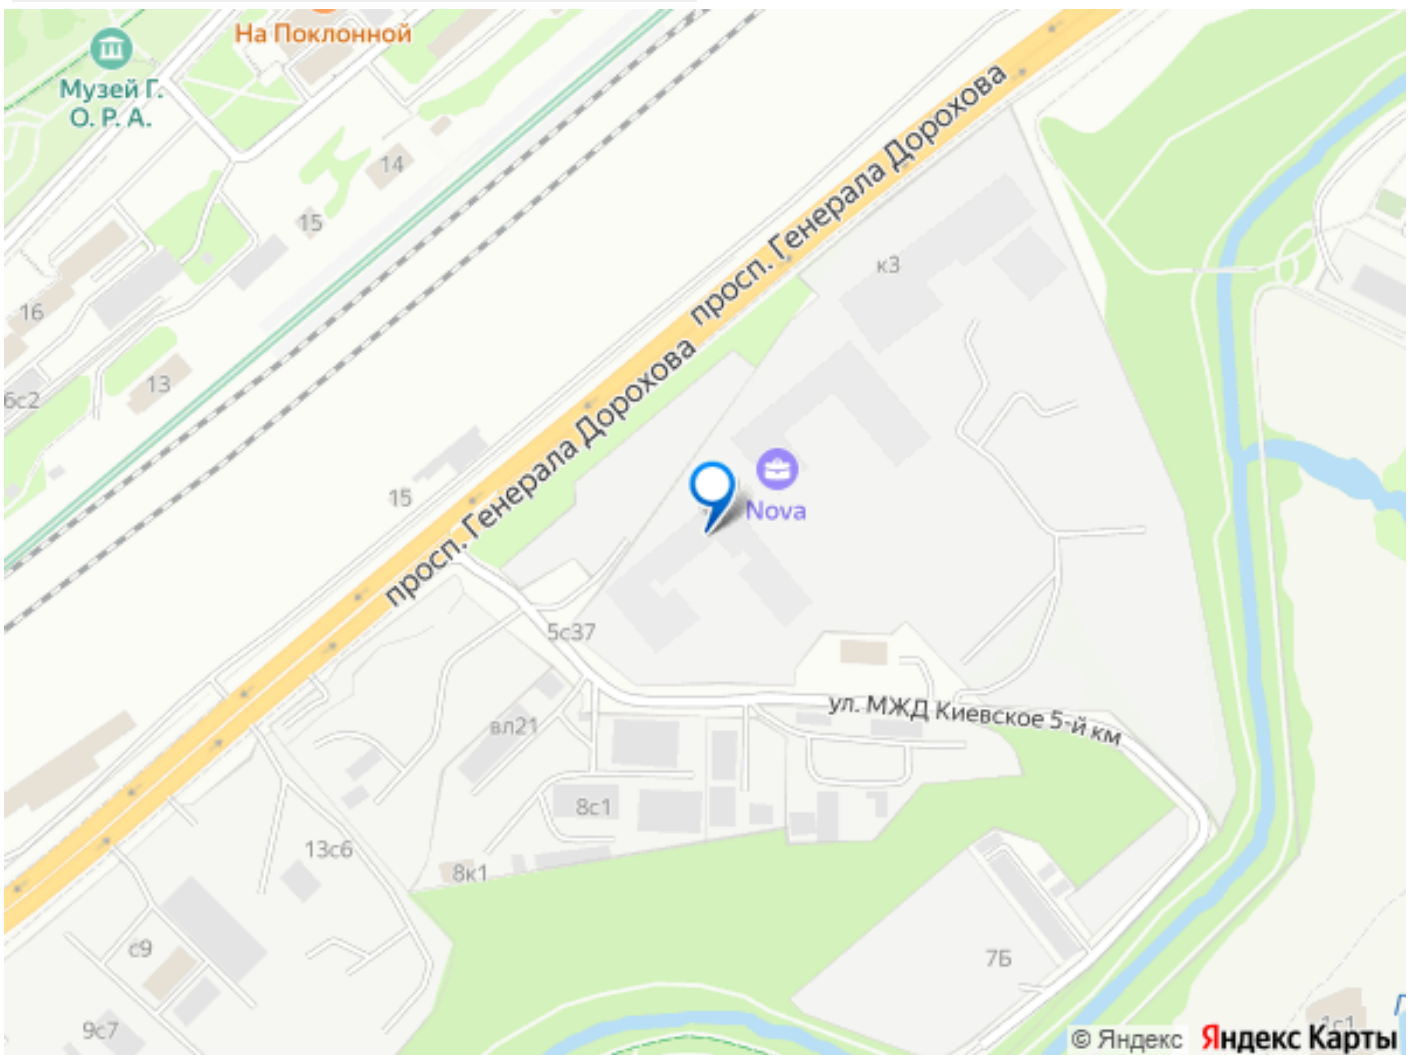 На Поклонной
Музей Г.
О. Р. А.
просп. Генерала Дорохова
14
15
к3
16
13
6с2
просп. Генерала Дорохова
15
Nova
просп. Генерала Дорохова
5с37
ул. МЖД Киевское 5-й км
вл21
8с1
13с6
8к1
с9
7Б
9с7
1с1
© Яндекс
Яндекс Карты